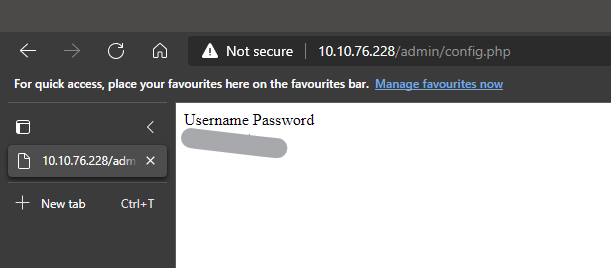 Not secure 10.10.76.228/admin/config.php
For quick access, place your favourites here on the favourites bar. Manage favourites now
Username Password
10.10.76.228/adm
New tab Ctrl+T